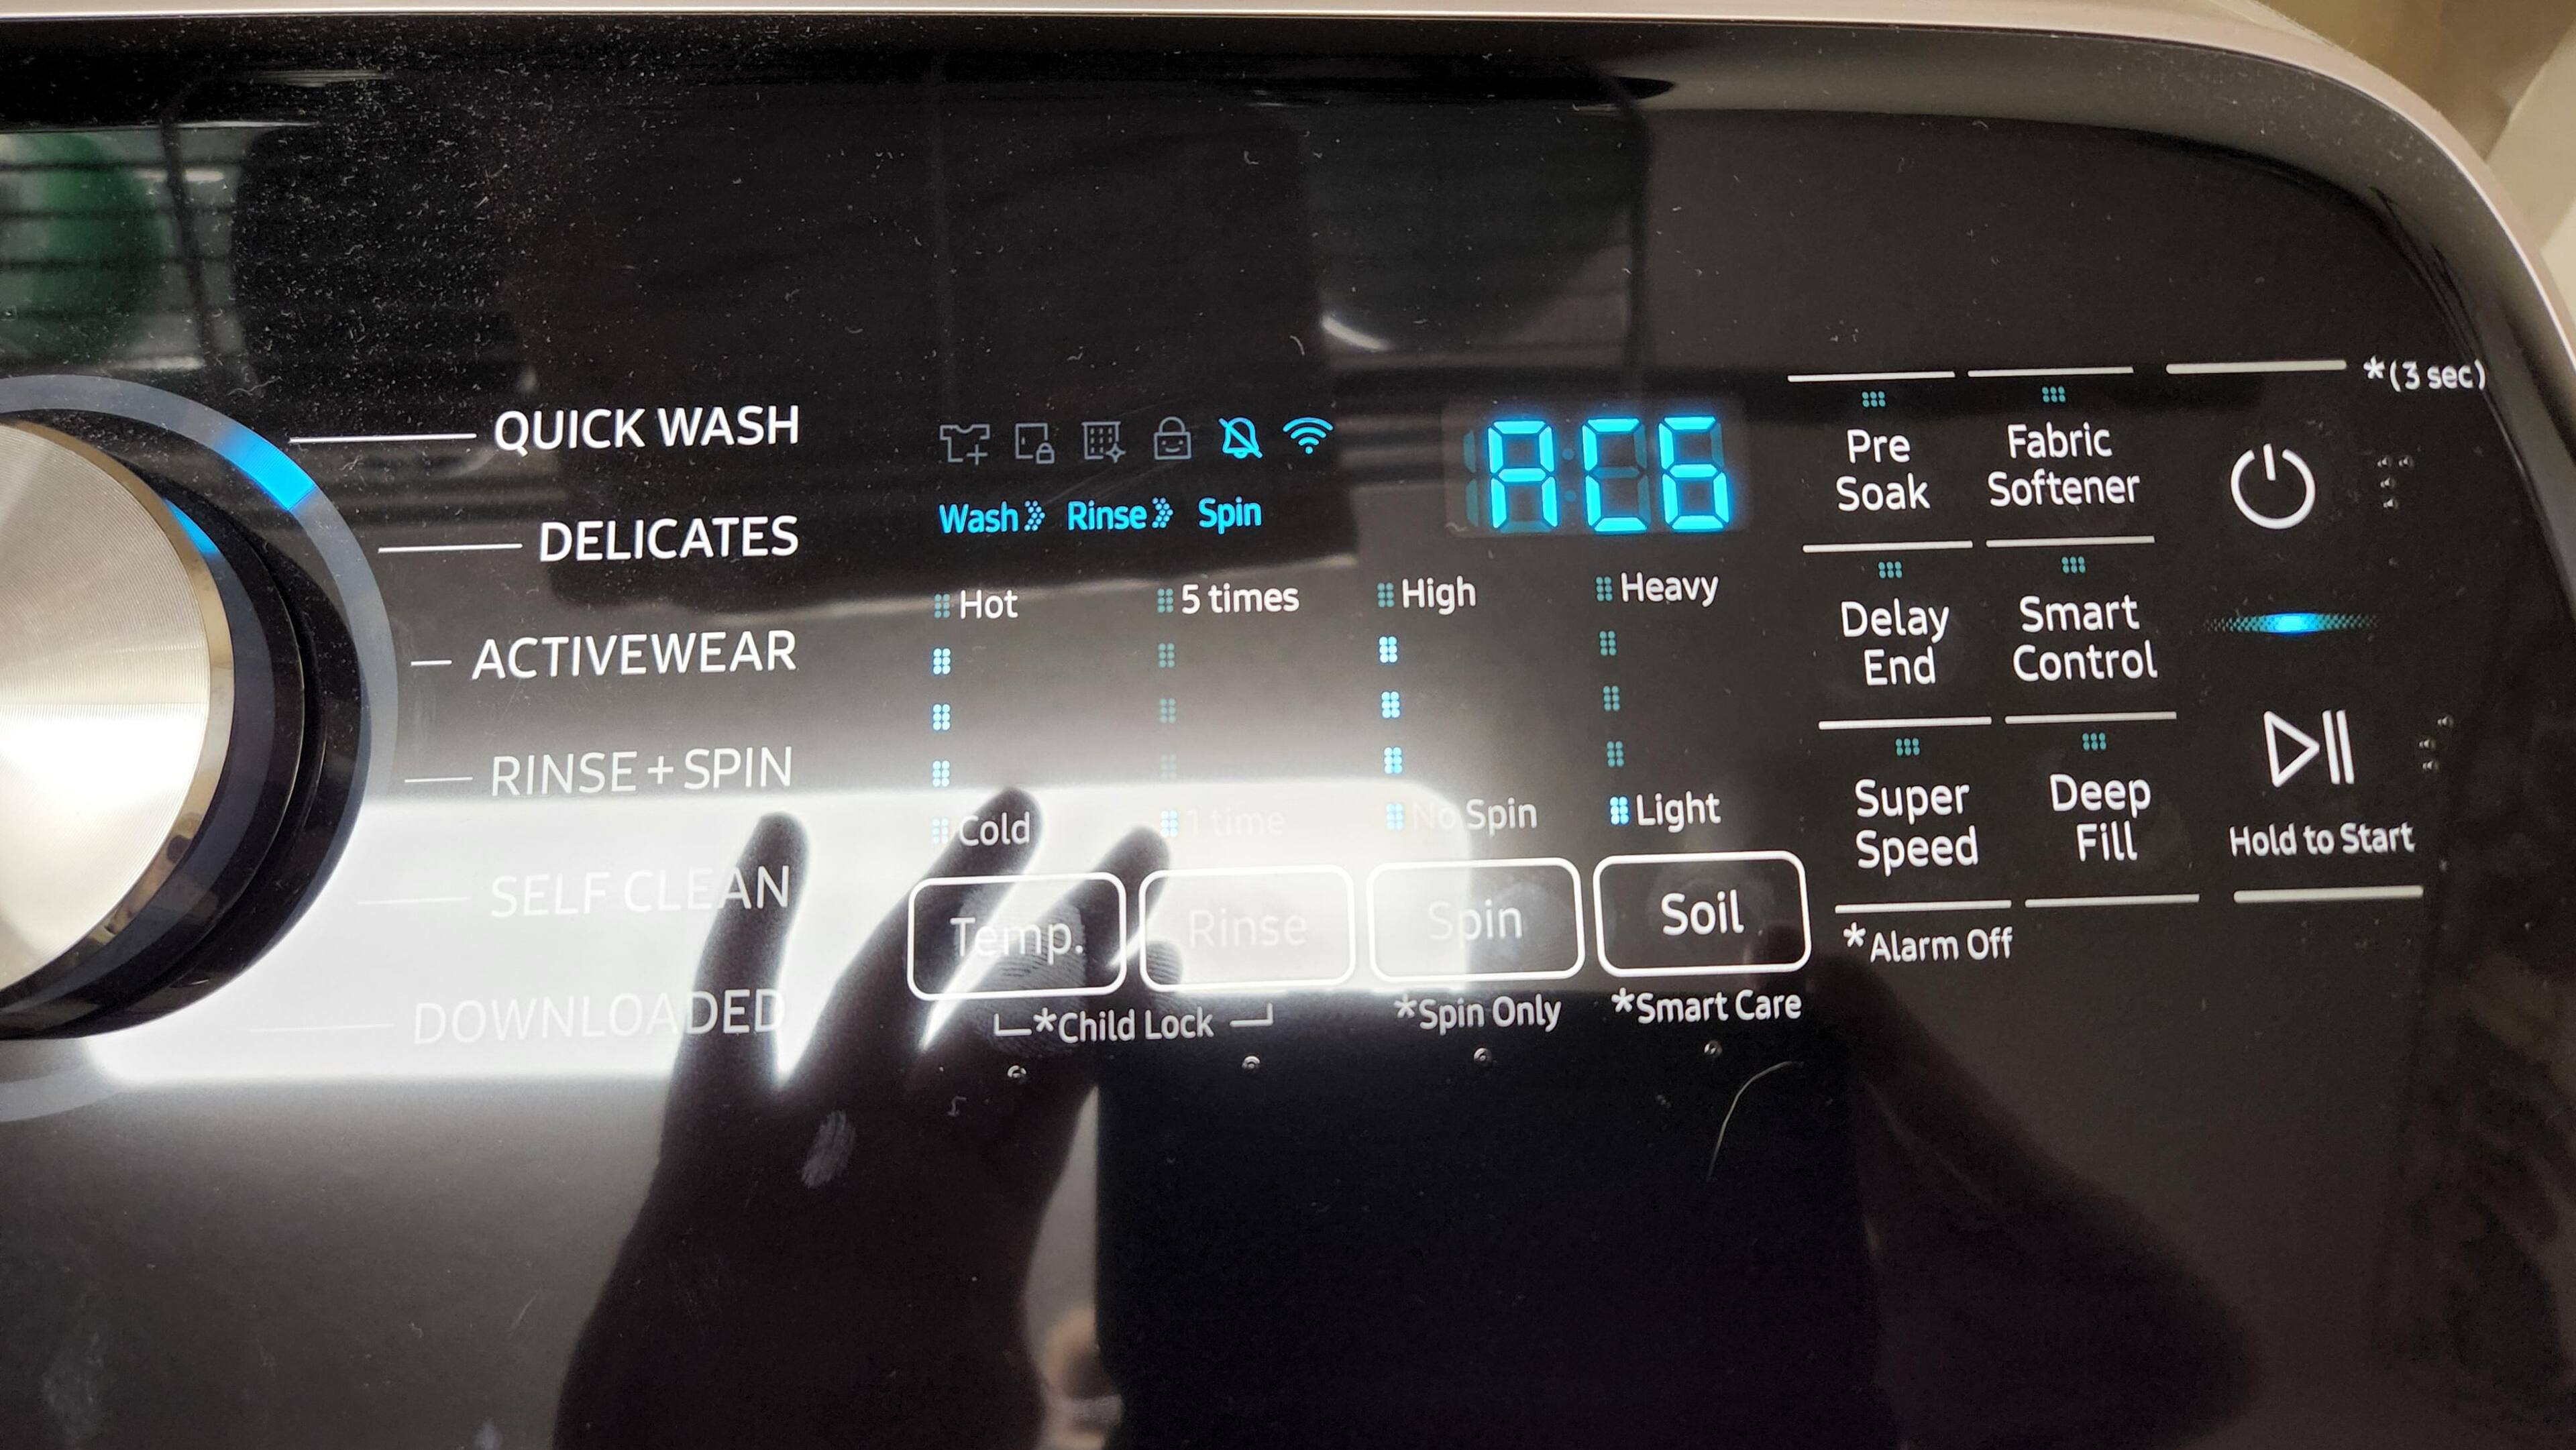 QUICK WASH
DELICATES
ACTIVEWEAR
RINSE + SPIN
SELF CLEAN
DOWNLOADED
Wash Rinse Spin
AC6
Hot
Cold
Temp.
5 times
1 time
Rinse
*Child Lock
High
No Spin
Spin
*Spin Only
Heavy
Light
Soil
*Smart Care
Pre
Soak
Fabric
Softener
Delay
End
Smart
Control
Super
Speed
Deep
Fill
*Alarm Off
*(3 sec)
Hold to Start